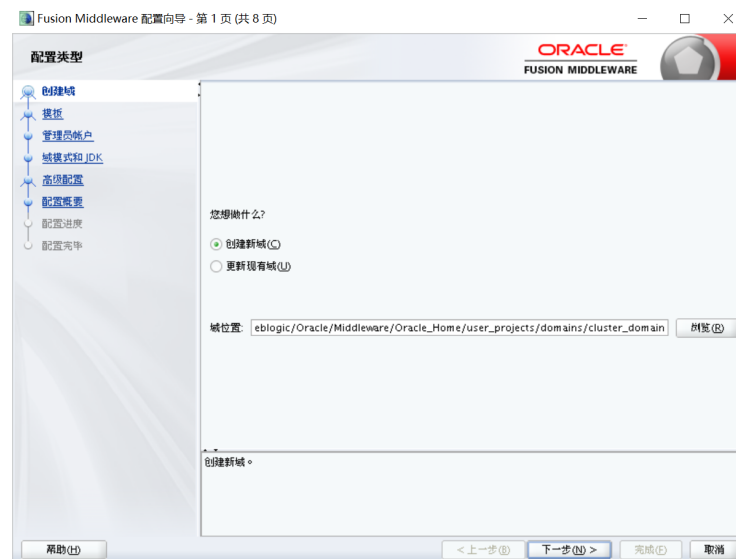 Fusion Middleware 配置向导 - 第 1 页 (共 8 页)
配置类型
ORACLE
FUSION MIDDLEWARE
创建域
模板
管理员帐户
域模式和 JDK
高级配置
配置概要
配置进度
配置完毕
您想做什么?
创建新域(C)
更新现有域(U)
域位置: eblogic/Oracle/Middleware/Oracle_Home/user_projects/domains/cluster_domain 浏览(R)
创建新域。
帮助(H) <上一步(B) 下一步(N) > 完成(F) 取消